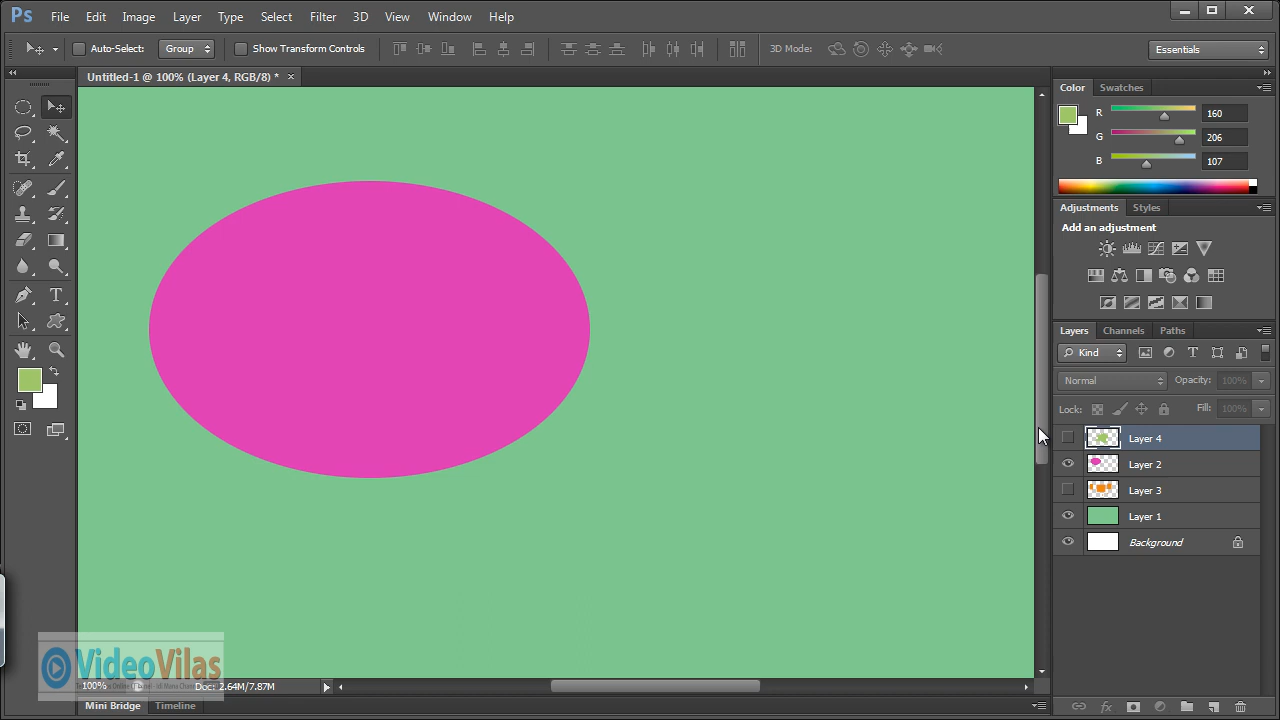 Ps File Edit Image Layer Type Select Filter 3D View Window Help
Auto-Select: Group Show Transform Controls 3D Mode: Essentials
Untitled-1 @ 100% (Layer 4, RGB/8) *
Color Swatches
R 160
G 206
B 107
Adjustments Styles
Add an adjustment
Layers Channels Paths
Kind
Normal Opacity: 100%
Lock: Fill: 100%
Layer 4
Layer 2
Layer 3
Layer 1
Background
VideoVilas
100% Doc: 2.64M/7.87M
Mini Bridge Timeline